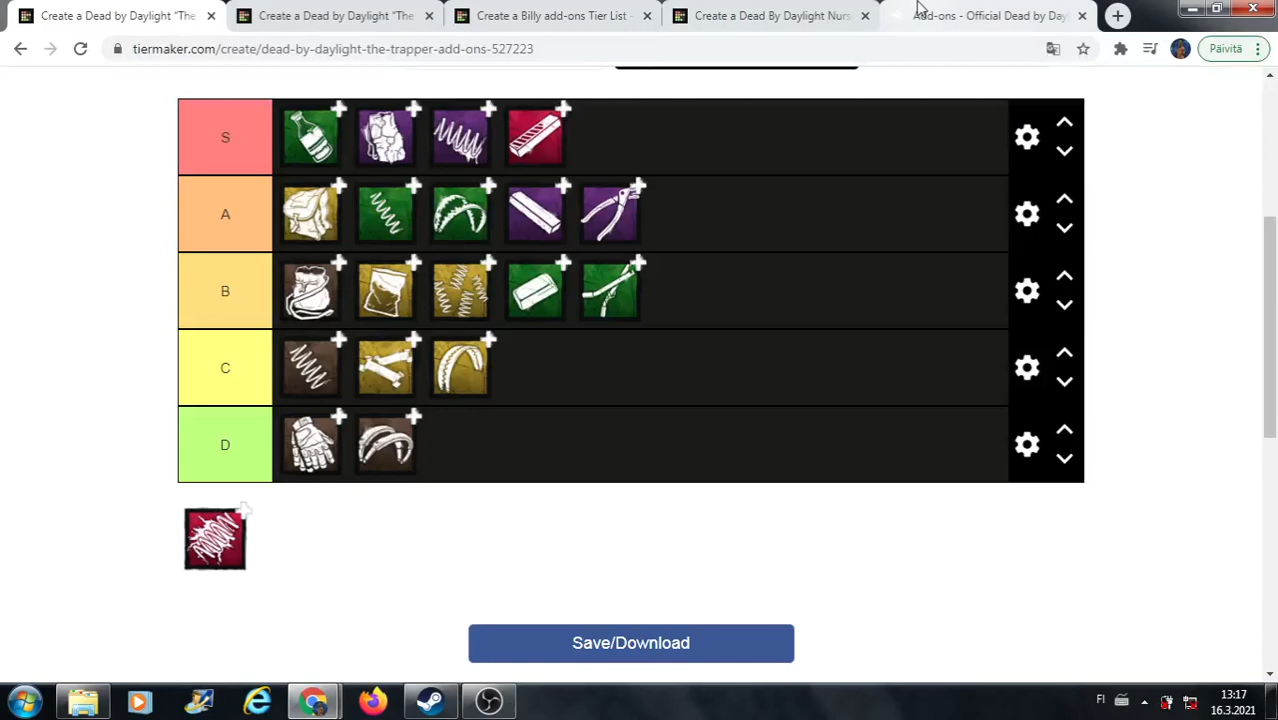 Create a Dead by Daylight "The
Create a Dead by Daylight "The
Create a Billy add-ons Tier List -
Create a Dead By Daylight Nurs
Add-ons - Official Dead by Day
tiermaker.com/create/dead-by-daylight-the-trapper-add-ons-527223
Päivitä
S
A
B
C
D
Save/Download
FI
13:17
16.3.2021